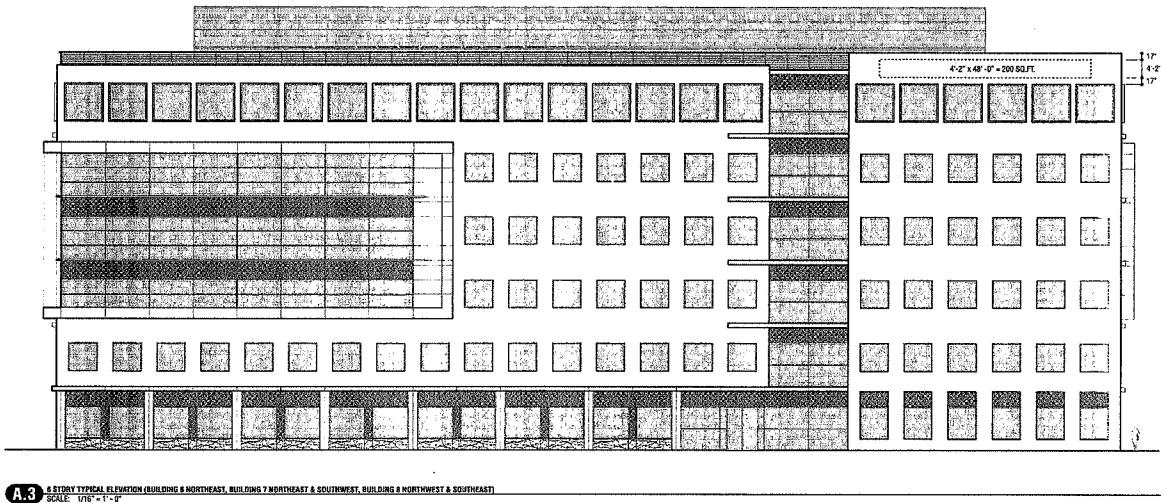 4'-2" x 48'-0" = 200 SQ.FT.
17"
4'-2"
17"
A.3
6 STORY TYPICAL ELEVATION (BUILDING 6 NORTHEAST, BUILDING 7 NORTHEAST & SOUTHWEST, BUILDING 8 NORTHWEST & SOUTHEAST)
SCALE: 1/16" = 1'-0"